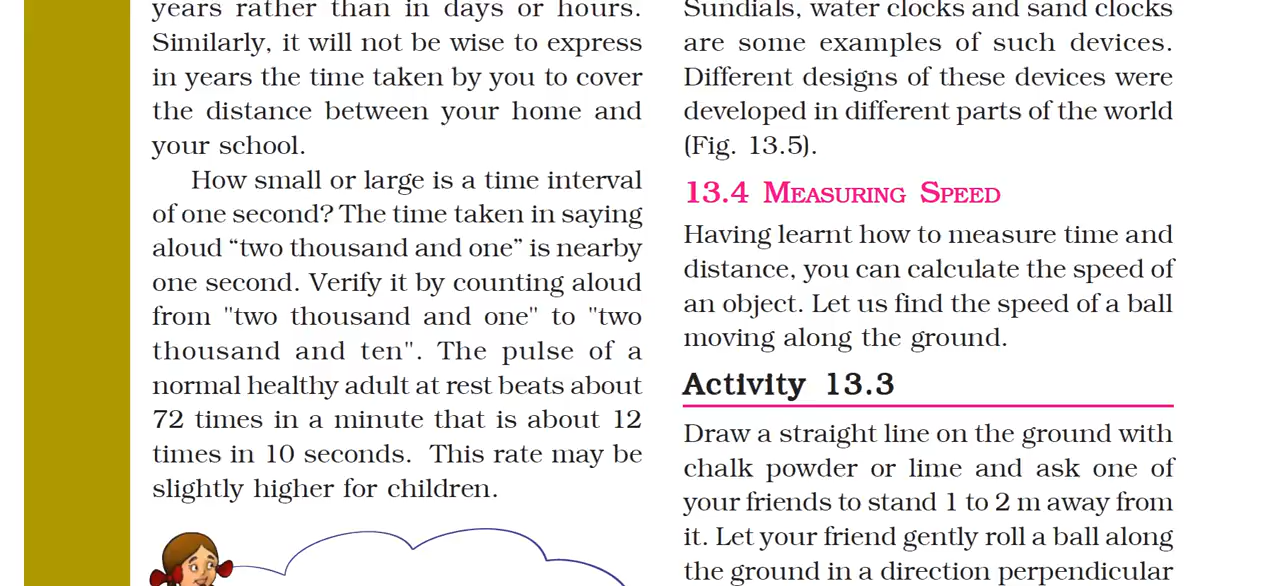 years rather than in days or hours.
Similarly, it will not be wise to express
in years the time taken by you to cover
the distance between your home and
your school.
How small or large is a time interval
of one second? The time taken in saying
aloud “two thousand and one” is nearby
one second. Verify it by counting aloud
from "two thousand and one" to "two
thousand and ten". The pulse of a
normal healthy adult at rest beats about
72 times in a minute that is about 12
times in 10 seconds. This rate may be
slightly higher for children.
Sundials, water clocks and sand clocks
are some examples of such devices.
Different designs of these devices were
developed in different parts of the world
(Fig. 13.5).
13.4 MEASURING SPEED
Having learnt how to measure time and
distance, you can calculate the speed of
an object. Let us find the speed of a ball
moving along the ground.
Activity 13.3
Draw a straight line on the ground with
chalk powder or lime and ask one of
your friends to stand 1 to 2 m away from
it. Let your friend gently roll a ball along
the ground in a direction perpendicular